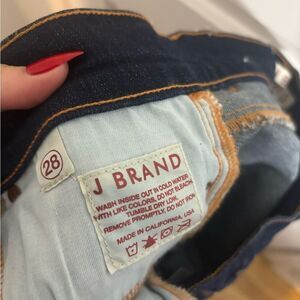 28
J BRAND
WASH INSIDE OUT IN COLD WATER
WITH LIKE COLORS, DO NOT BLEACH
TUMBLE DRY LOW.
REMOVE PROMPTLY, DO NOT IRON
MADE IN CALIFORNIA, USA